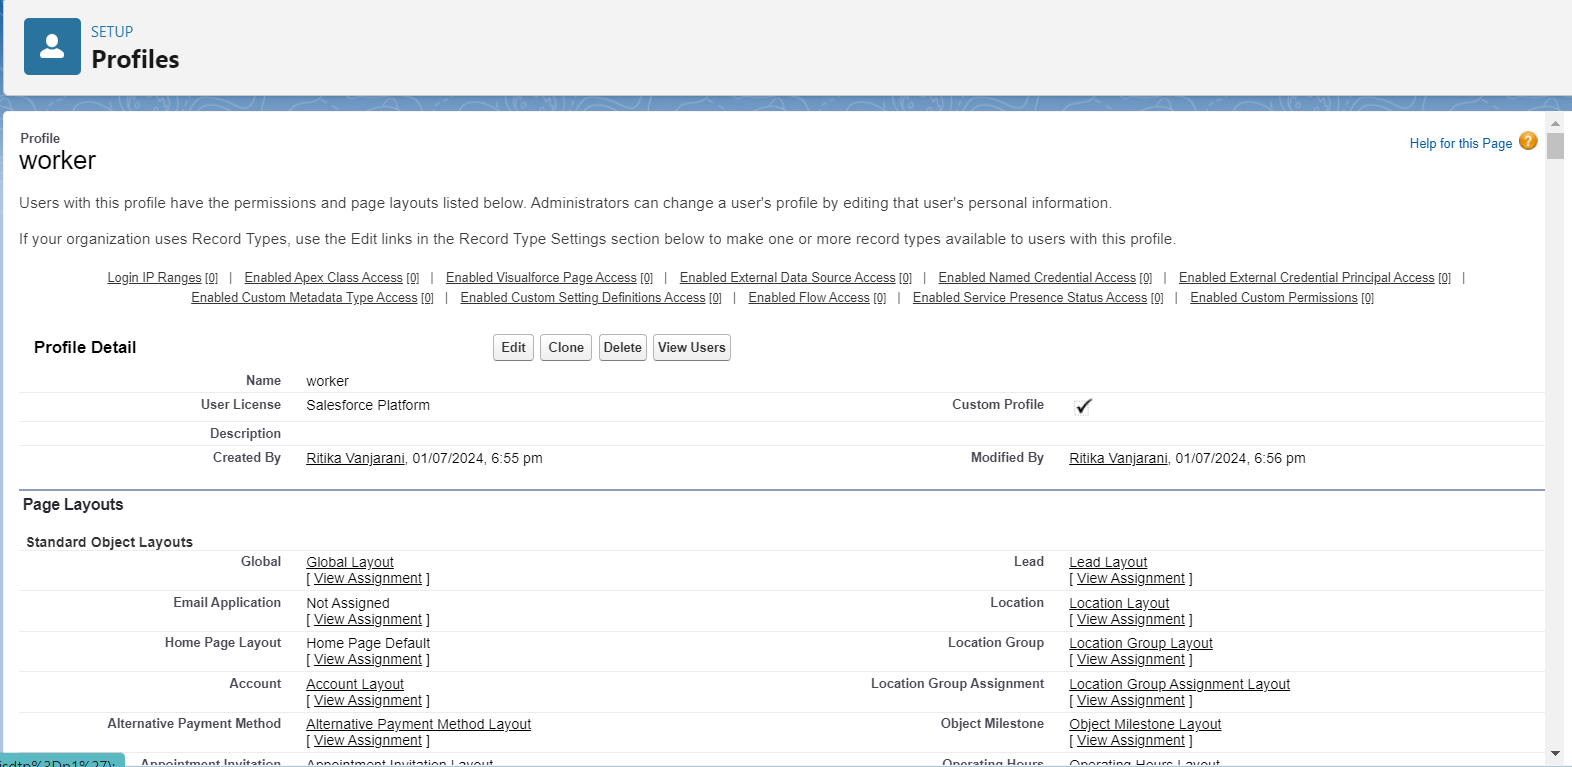 SETUP
Profiles
Profile
worker
Help for this Page ?
Users with this profile have the permissions and page layouts listed below. Administrators can change a user's profile by editing that user's personal information.
If your organization uses Record Types, use the Edit links in the Record Type Settings section below to make one or more record types available to users with this profile.
Login IP Ranges [0] | Enabled Apex Class Access [0] | Enabled Visualforce Page Access [0] | Enabled External Data Source Access [0] | Enabled Named Credential Access [0] | Enabled External Credential Principal Access [0] |
Enabled Custom Metadata Type Access [0] | Enabled Custom Setting Definitions Access [0] | Enabled Flow Access [0] | Enabled Service Presence Status Access [0] | Enabled Custom Permissions [0]
Profile Detail Edit Clone Delete View Users
Name worker
User License Salesforce Platform Custom Profile
Description
Created By Ritika Vanjarani, 01/07/2024, 6:55 pm Modified By Ritika Vanjarani, 01/07/2024, 6:56 pm
Page Layouts
Standard Object Layouts
Global Global Layout Lead Lead Layout
[ View Assignment ] [ View Assignment ]
Email Application Not Assigned Location Location Layout
[ View Assignment ] [ View Assignment ]
Home Page Layout Home Page Default Location Group Location Group Layout
[ View Assignment ] [ View Assignment ]
Account Account Layout Location Group Assignment Location Group Assignment Layout
[ View Assignment ] [ View Assignment ]
Alternative Payment Method Alternative Payment Method Layout Object Milestone Object Milestone Layout
[ View Assignment ] [ View Assignment ]
Appointment Invitation Appointment Invitation Layout Operating Hours Operating Hours Layout